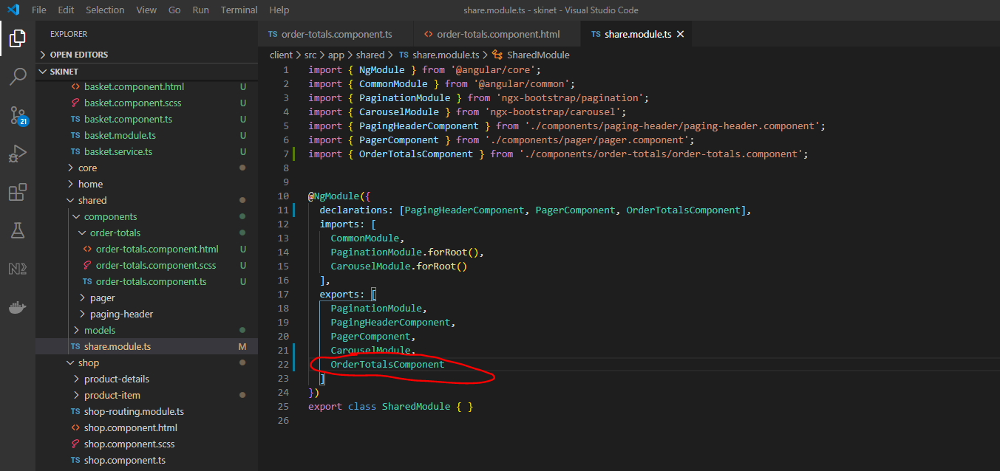 File Edit Selection View Go Run Terminal Help share.module.ts - skinet - Visual Studio Code
EXPLORER
OPEN EDITORS
SKINET
basket.component.html U
basket.component.scss U
basket.component.ts U
basket.module.ts U
basket.service.ts U
core
home
shared
components
order-totals
order-totals.component.html U
order-totals.component.scss U
TS order-totals.component.ts U
pager
paging-header
models
TS share.module.ts M
shop
product-details
product-item
TS shop-routing.module.ts
shop.component.html
shop.component.scss
TS shop.component.ts
21
TS order-totals.component.ts <> order-totals.component.html TS share.module.ts ×
client > src > app > shared > TS share.module.ts > SharedModule
1 import { NgModule } from '@angular/core';
2 import { CommonModule } from '@angular/common';
3 import { PaginationModule } from 'ngx-bootstrap/pagination';
4 import { CarouselModule } from 'ngx-bootstrap/carousel';
5 import { PagingHeaderComponent } from './components/paging-header/paging-header.component';
6 import { PagerComponent } from './components/pager/pager.component';
7 import { OrderTotalsComponent } from './components/order-totals/order-totals.component';
8
9
10 @NgModule({
11 declarations: [PagingHeaderComponent, PagerComponent, OrderTotalsComponent],
12 imports: [
13 CommonModule,
14 PaginationModule.forRoot(),
15 CarouselModule.forRoot()
16 ],
17 exports: [
18 PaginationModule,
19 PagingHeaderComponent,
20 PagerComponent,
21 CarouselModule,
22 OrderTotalsComponent
23 ]
24 })
25 export class SharedModule { }
26